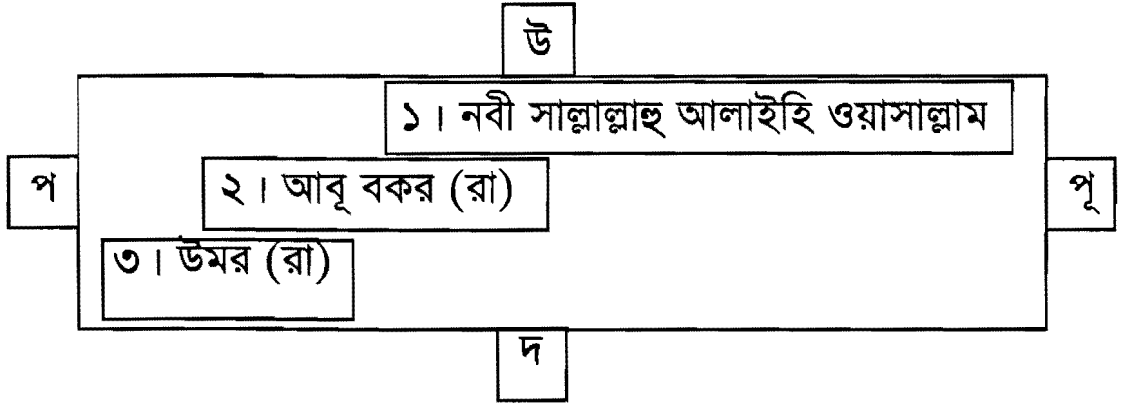 উ
১। নবী সাল্লাল্লাহু আলাইহি ওয়াসাল্লাম
প
২। আবূ বকর (রা)
পূ
৩। উমর (রা)
দ